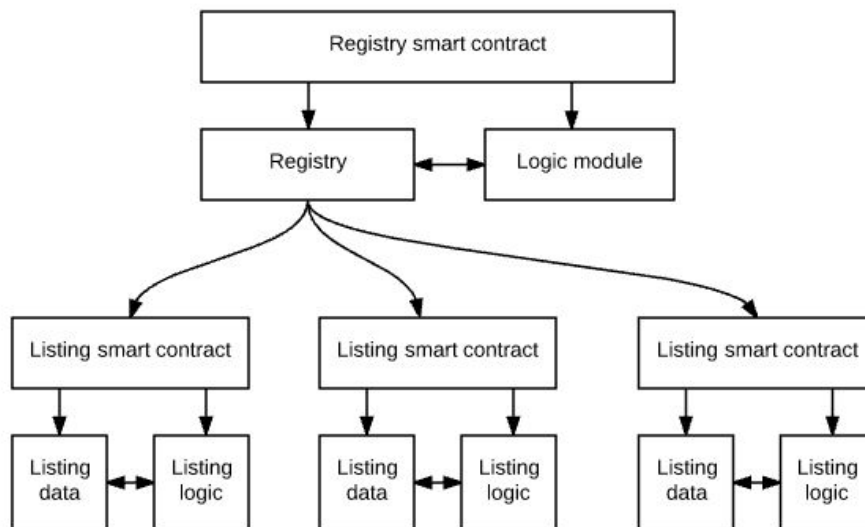 Registry smart contract
Registry
Logic module
Listing smart contract
Listing smart contract
Listing smart contract
Listing
data
Listing
logic
Listing
data
Listing
logic
Listing
data
Listing
logic